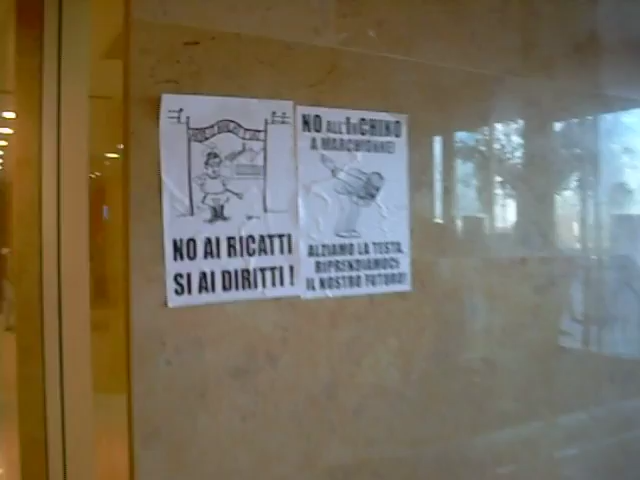 NO AI RICATTI
SI AI DIRITTI !
NO ALL'InCHINO
A MARCHIONNE!
ALZIAMO LA TESTA,
RIPRENDIAMOCI
IL NOSTRO FUTURO!